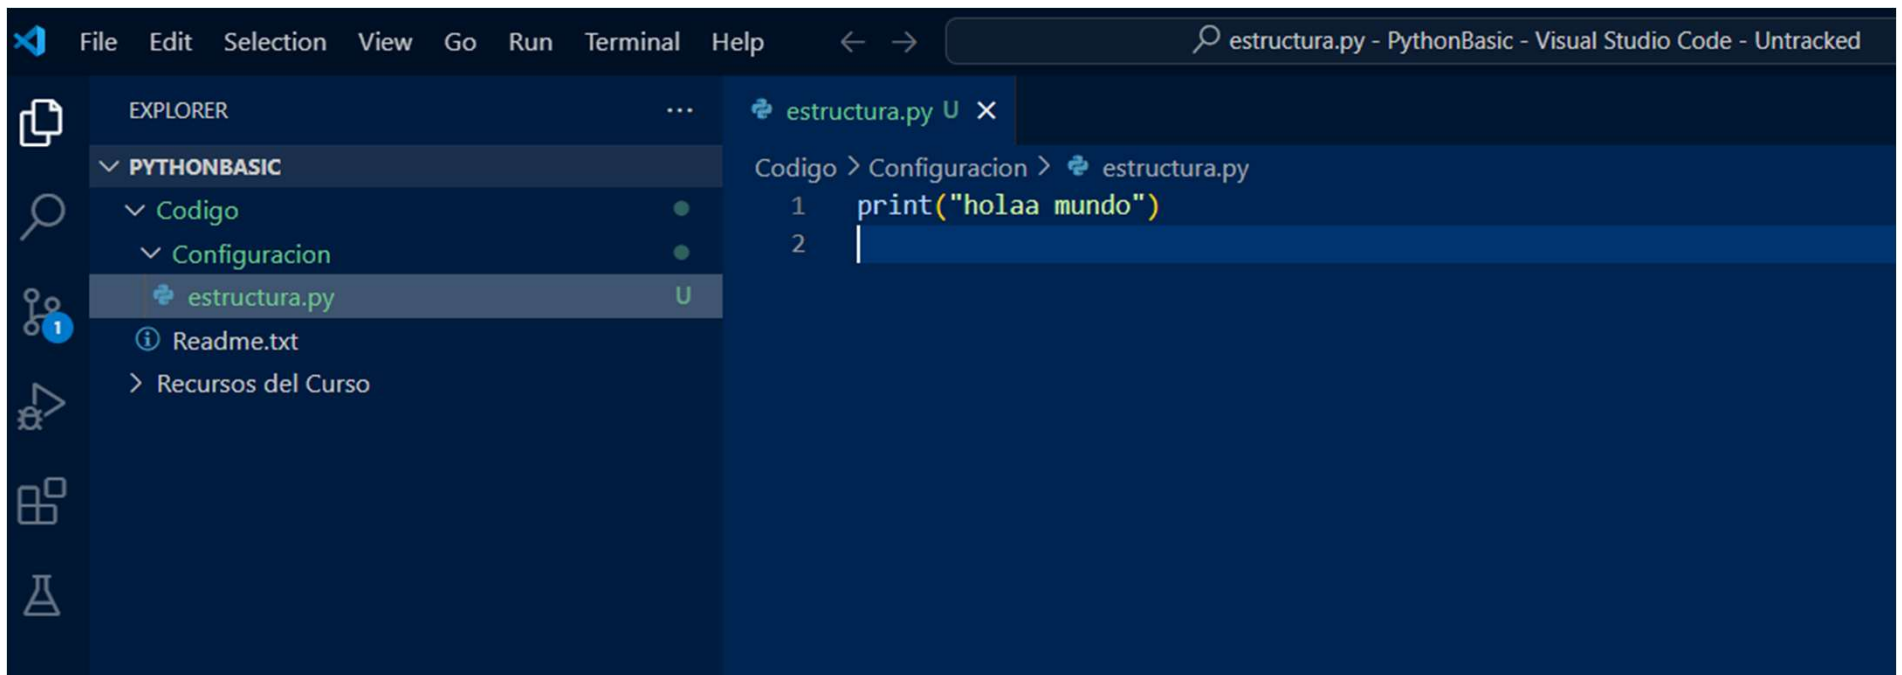 File Edit Selection View Go Run Terminal Help estructura.py - PythonBasic - Visual Studio Code - Untracked
EXPLORER
PYTHONBASIC
Codigo
Configuracion
estructura.py U
Readme.txt
Recursos del Curso
1
estructura.py U
Codigo > Configuracion > estructura.py
1 print("holaa mundo")
2